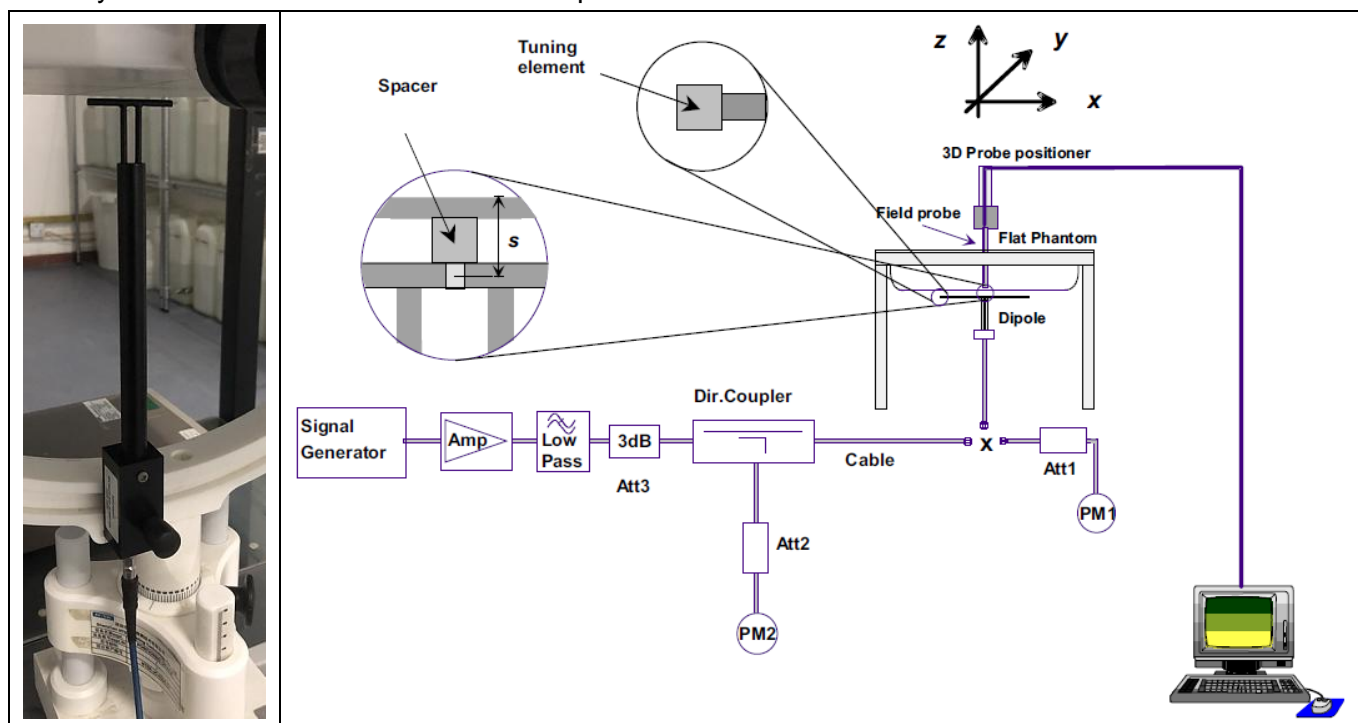 Tuning
element
Spacer
z
y
x
3D Probe positioner
Field probe
Flat Phantom
s
Dipole
Dir.Coupler
Signal
Generator
Amp
Low
Pass
3dB
Cable
x
Att1
Att3
PM1
Att2
PM2